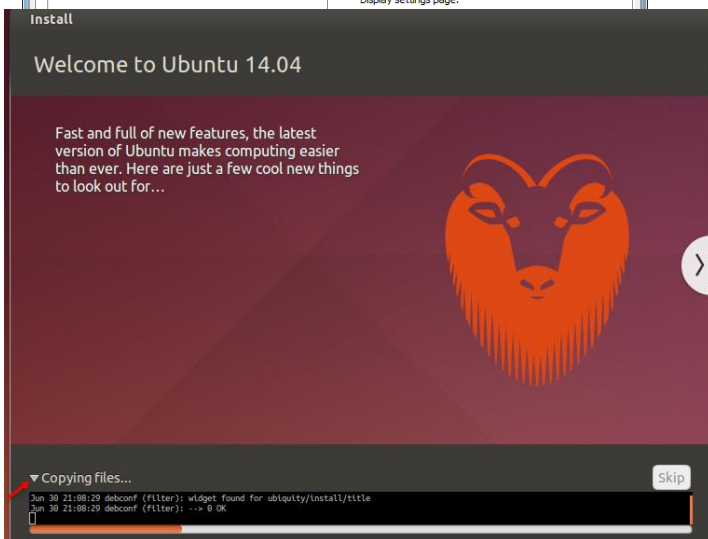 Display settings page.
Install
Welcome to Ubuntu 14.04
Fast and full of new features, the latest
version of Ubuntu makes computing easier
than ever. Here are just a few cool new things
to look out for…
Copying files...
Skip
Jun 30 21:08:29 debconf (filter): widget found for ubiquity/install/title
Jun 30 21:08:29 debconf (filter): --> 0 OK